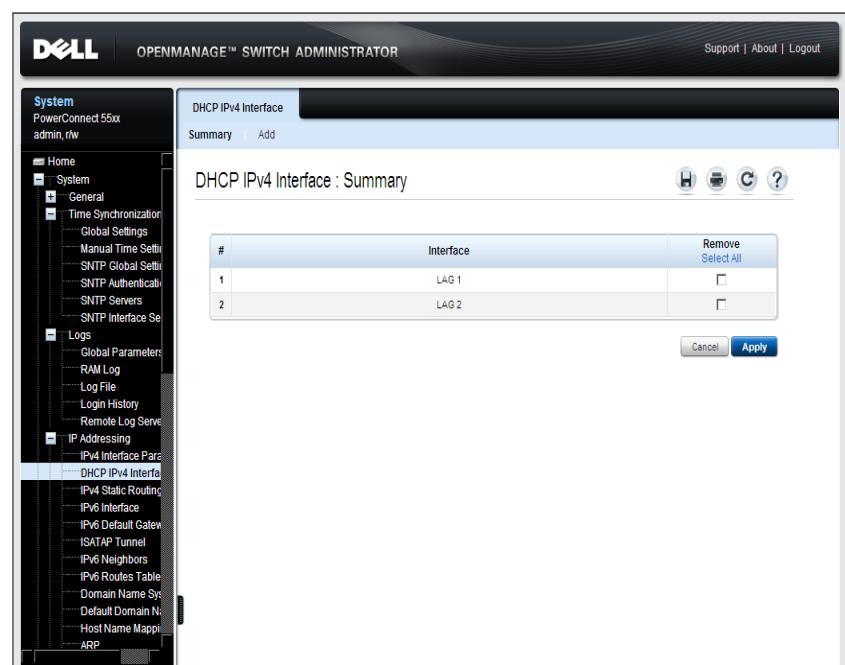 DELL
OPENMANAGE™ SWITCH ADMINISTRATOR
Support | About | Logout
System
PowerConnect 55xx
admin, r/w
Home
System
General
Time Synchronization
Global Settings
Manual Time Settin
SNTP Global Settin
SNTP Authenticati
SNTP Servers
SNTP Interface Se
Logs
Global Parameters
RAM Log
Log File
Login History
Remote Log Serve
IP Addressing
IPv4 Interface Para
DHCP IPv4 Interfa
IPv4 Static Routing
IPv6 Interface
IPv6 Default Gatew
ISATAP Tunnel
IPv6 Neighbors
IPv6 Routes Table
Domain Name Sys
Default Domain Na
Host Name Mappi
ARP
DHCP IPv4 Interface
Summary | Add
DHCP IPv4 Interface : Summary
# Interface Remove
Select All
1 LAG 1
2 LAG 2
Cancel Apply